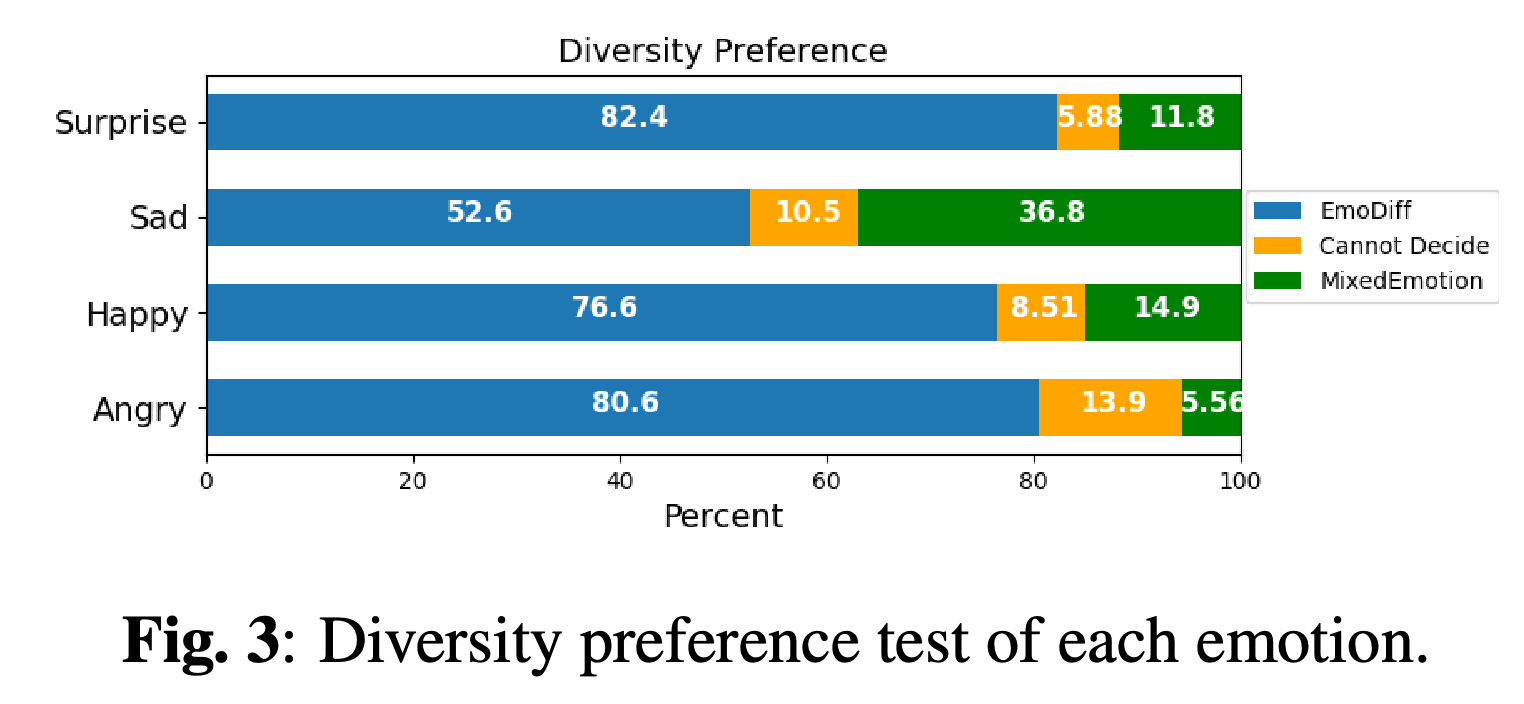 Diversity Preference
Surprise 82.4 5.88 11.8
Sad 52.6 10.5 36.8
Happy 76.6 8.51 14.9
Angry 80.6 13.9 5.56
EmoDiff
Cannot Decide
MixedEmotion
0 20 40 60 80 100
Percent
Fig. 3: Diversity preference test of each emotion.